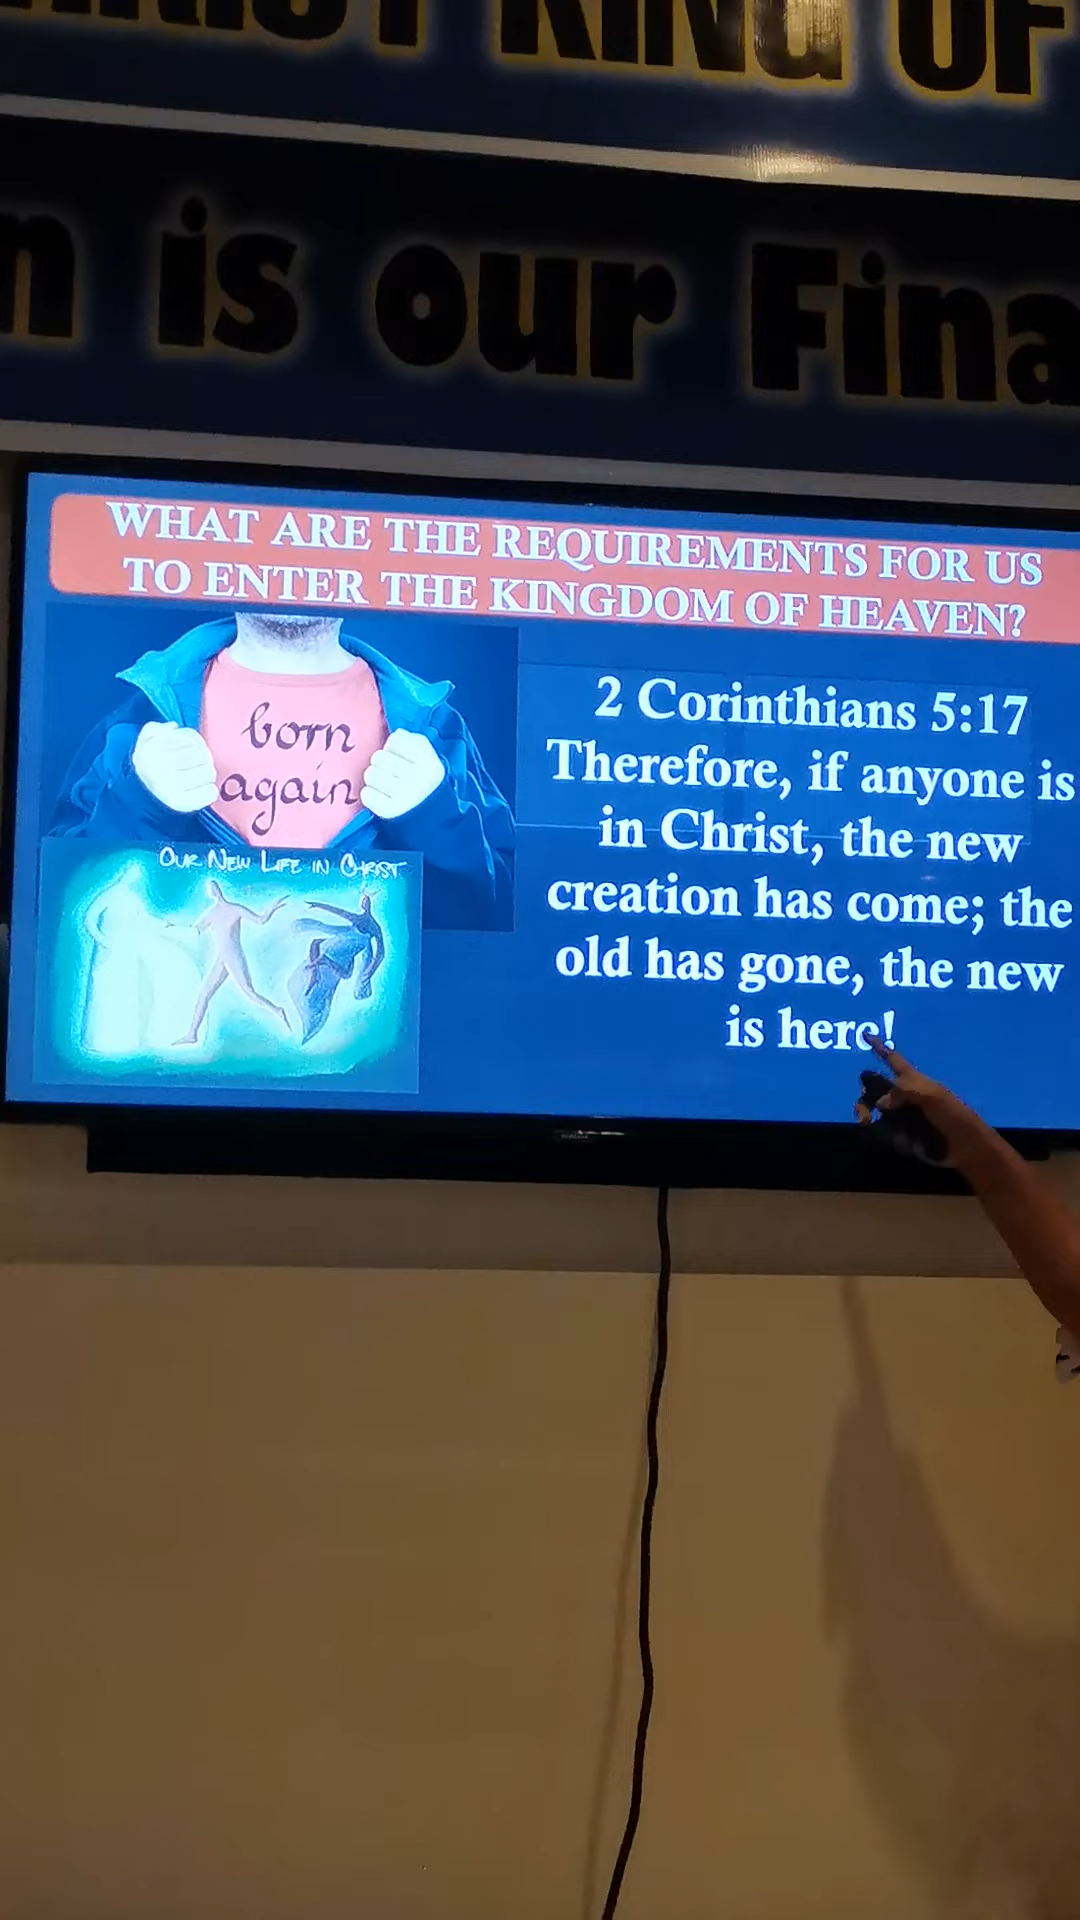 KING OF
is our
WHAT ARE THE REQUIREMENTS FOR US
TO ENTER THE KINGDOM OF HEAVEN?
born
again
OUR NEW LIFE IN CHRIST
2 Corinthians 5:17
Therefore, if anyone is
in Christ, the new
creation has come; the
old has gone, the new
is here!